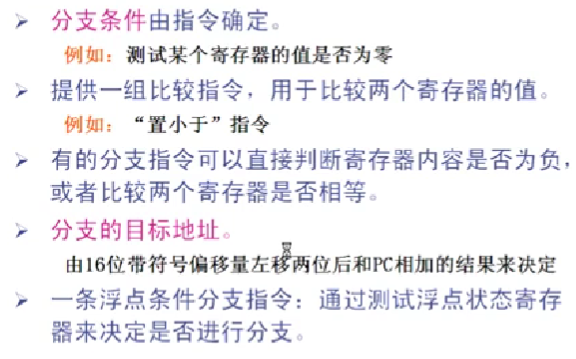 ➢ 分支条件由指令确定。
例如：测试某个寄存器的值是否为零
➢ 提供一组比较指令，用于比较两个寄存器的值。
例如：“置小于”指令
➢ 有的分支指令可以直接判断寄存器内容是否为负，
或者比较两个寄存器是否相等。
➢ 分支的目标地址。
由16位带符号偏移量左移两位后和PC相加的结果来决定
➢ 一条浮点条件分支指令：通过测试浮点状态寄存
器来决定是否进行分支。